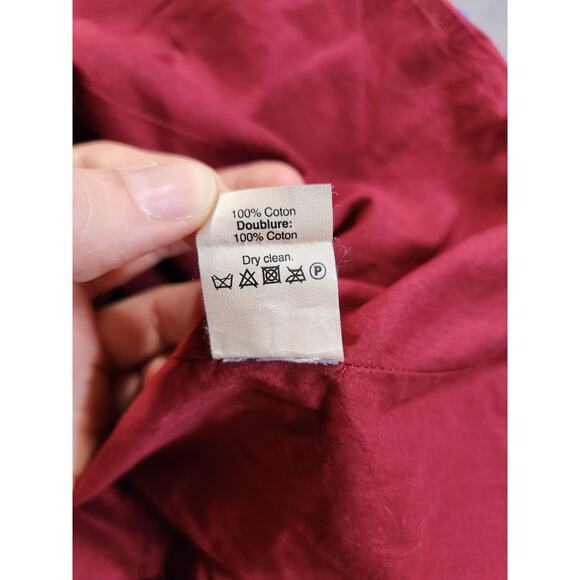 100% Coton
Doublure:
100% Coton
Dry clean.
P